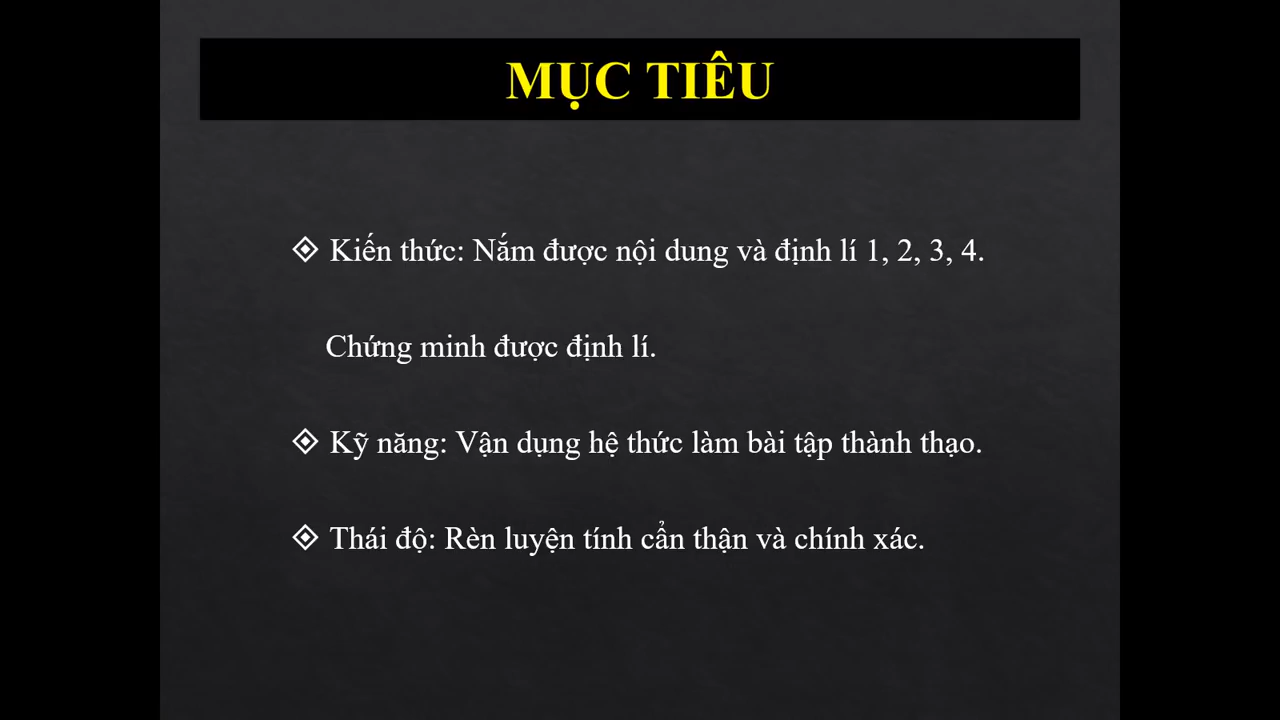 MỤC TIÊU
Kiến thức: Nắm được nội dung và định lí 1, 2, 3, 4.
Chứng minh được định lí.
Kỹ năng: Vận dụng hệ thức làm bài tập thành thạo.
Thái độ: Rèn luyện tính cẩn thận và chính xác.